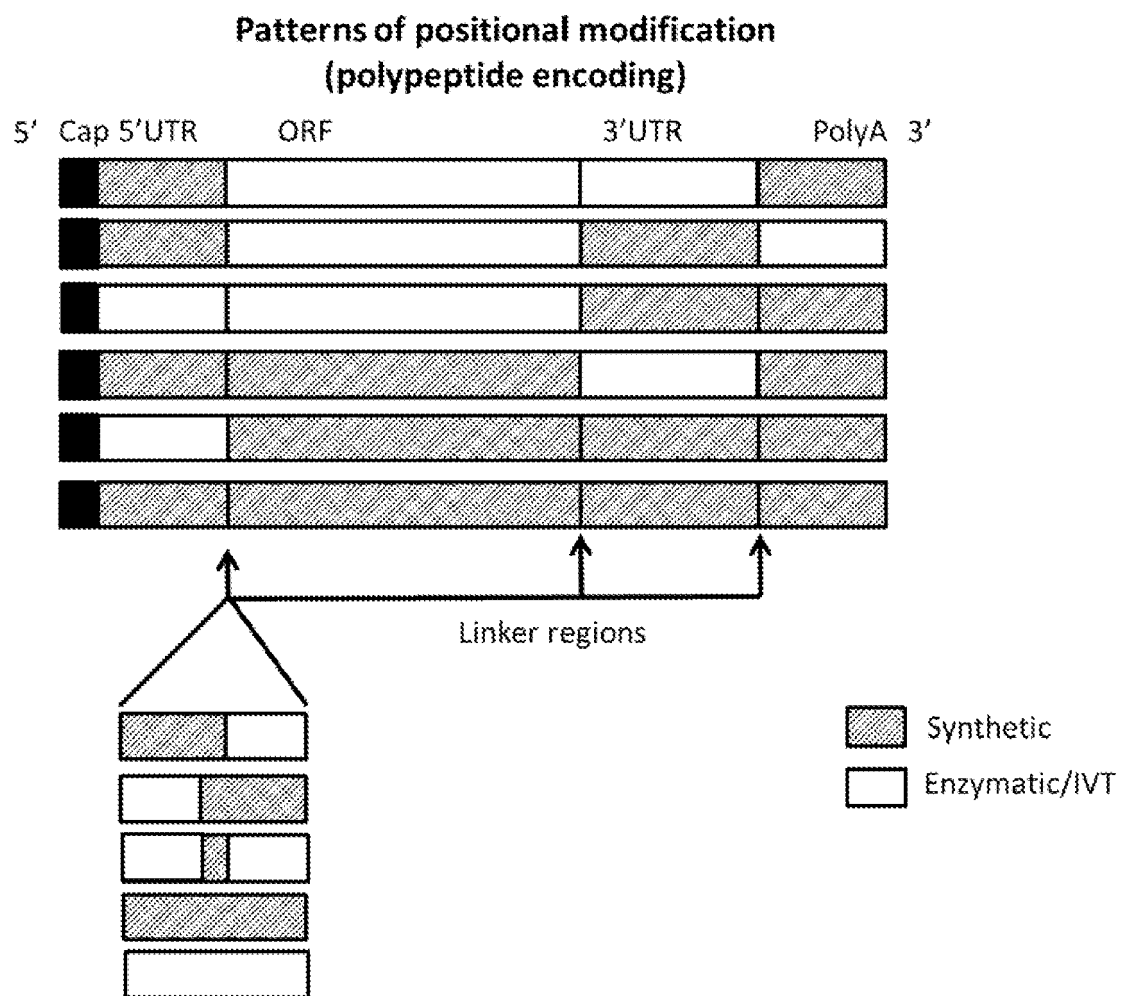 Patterns of positional modification
(polypeptide encoding)
5' Cap 5'UTR ORF 3'UTR PolyA 3'
Linker regions
Synthetic
Enzymatic/IVT